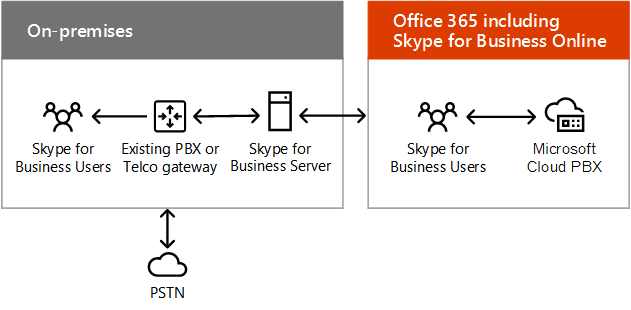 On-premises
Office 365 including
Skype for Business Online
Skype for
Business Users
Existing PBX or
Telco gateway
Skype for
Business Server
Skype for
Business Users
Microsoft
Cloud PBX
PSTN